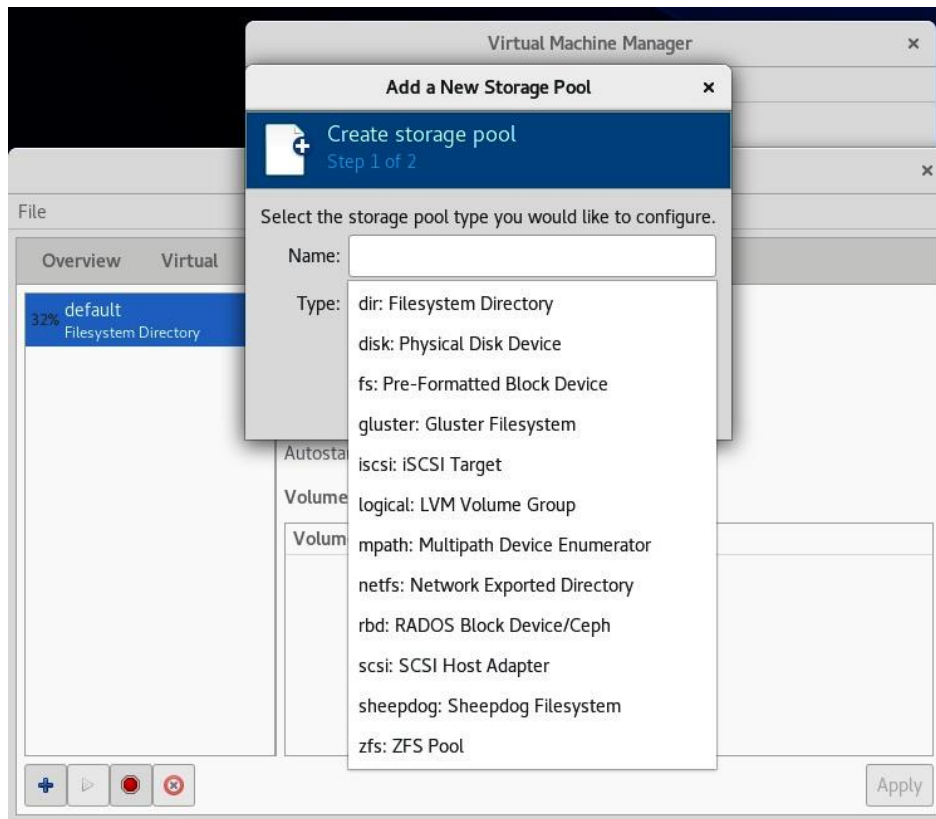 Virtual Machine Manager
Add a New Storage Pool
Create storage pool
Step 1 of 2
File
Select the storage pool type you would like to configure.
Overview Virtual
Name:
Type:
32% default
Filesystem Directory
dir: Filesystem Directory
disk: Physical Disk Device
fs: Pre-Formatted Block Device
gluster: Gluster Filesystem
Autosta
iscsi: iSCSI Target
Volume
logical: LVM Volume Group
Volum
mpath: Multipath Device Enumerator
netfs: Network Exported Directory
rbd: RADOS Block Device/Ceph
scsi: SCSI Host Adapter
sheepdog: Sheepdog Filesystem
zfs: ZFS Pool
Apply